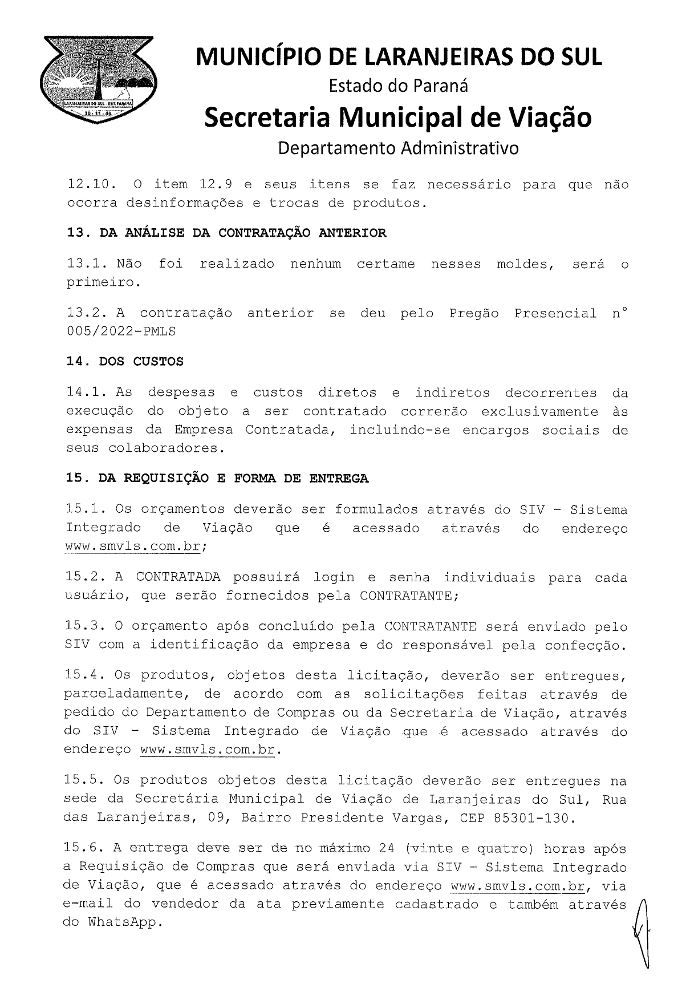 LARANJEIRAS DO SUL - EST. PARANÁ
30 - 11 - 46
MUNICÍPIO DE LARANJEIRAS DO SUL
Estado do Paraná
Secretaria Municipal de Viação
Departamento Administrativo
12.10. O item 12.9 e seus itens se faz necessário para que não
ocorra desinformações e trocas de produtos.
13. DA ANÁLISE DA CONTRATAÇÃO ANTERIOR
13.1. Não foi realizado nenhum certame nesses moldes, será o
primeiro.
13.2. A contratação anterior se deu pelo Pregão Presencial n°
005/2022-PMLS
14. DOS CUSTOS
14.1. As despesas e custos diretos e indiretos decorrentes da
execução do objeto a ser contratado correrão exclusivamente às
expensas da Empresa Contratada, incluindo-se encargos sociais de
seus colaboradores.
15. DA REQUISIÇÃO E FORMA DE ENTREGA
15.1. Os orçamentos deverão ser formulados através do SIV – Sistema
Integrado de Viação que é acessado através do endereço
www.smvls.com.br;
15.2. A CONTRATADA possuirá login e senha individuais para cada
usuário, que serão fornecidos pela CONTRATANTE;
15.3. O orçamento após concluído pela CONTRATANTE será enviado pelo
SIV com a identificação da empresa e do responsável pela confecção.
15.4. Os produtos, objetos desta licitação, deverão ser entregues,
parceladamente, de acordo com as solicitações feitas através de
pedido do Departamento de Compras ou da Secretaria de Viação, através
do SIV – Sistema Integrado de Viação que é acessado através do
endereço www.smvls.com.br.
15.5. Os produtos objetos desta licitação deverão ser entregues na
sede da Secretária Municipal de Viação de Laranjeiras do Sul, Rua
das Laranjeiras, 09, Bairro Presidente Vargas, CEP 85301-130.
15.6. A entrega deve ser de no máximo 24 (vinte e quatro) horas após
a Requisição de Compras que será enviada via SIV – Sistema Integrado
de Viação, que é acessado através do endereço www.smvls.com.br, via
e-mail do vendedor da ata previamente cadastrado e também através
do WhatsApp.